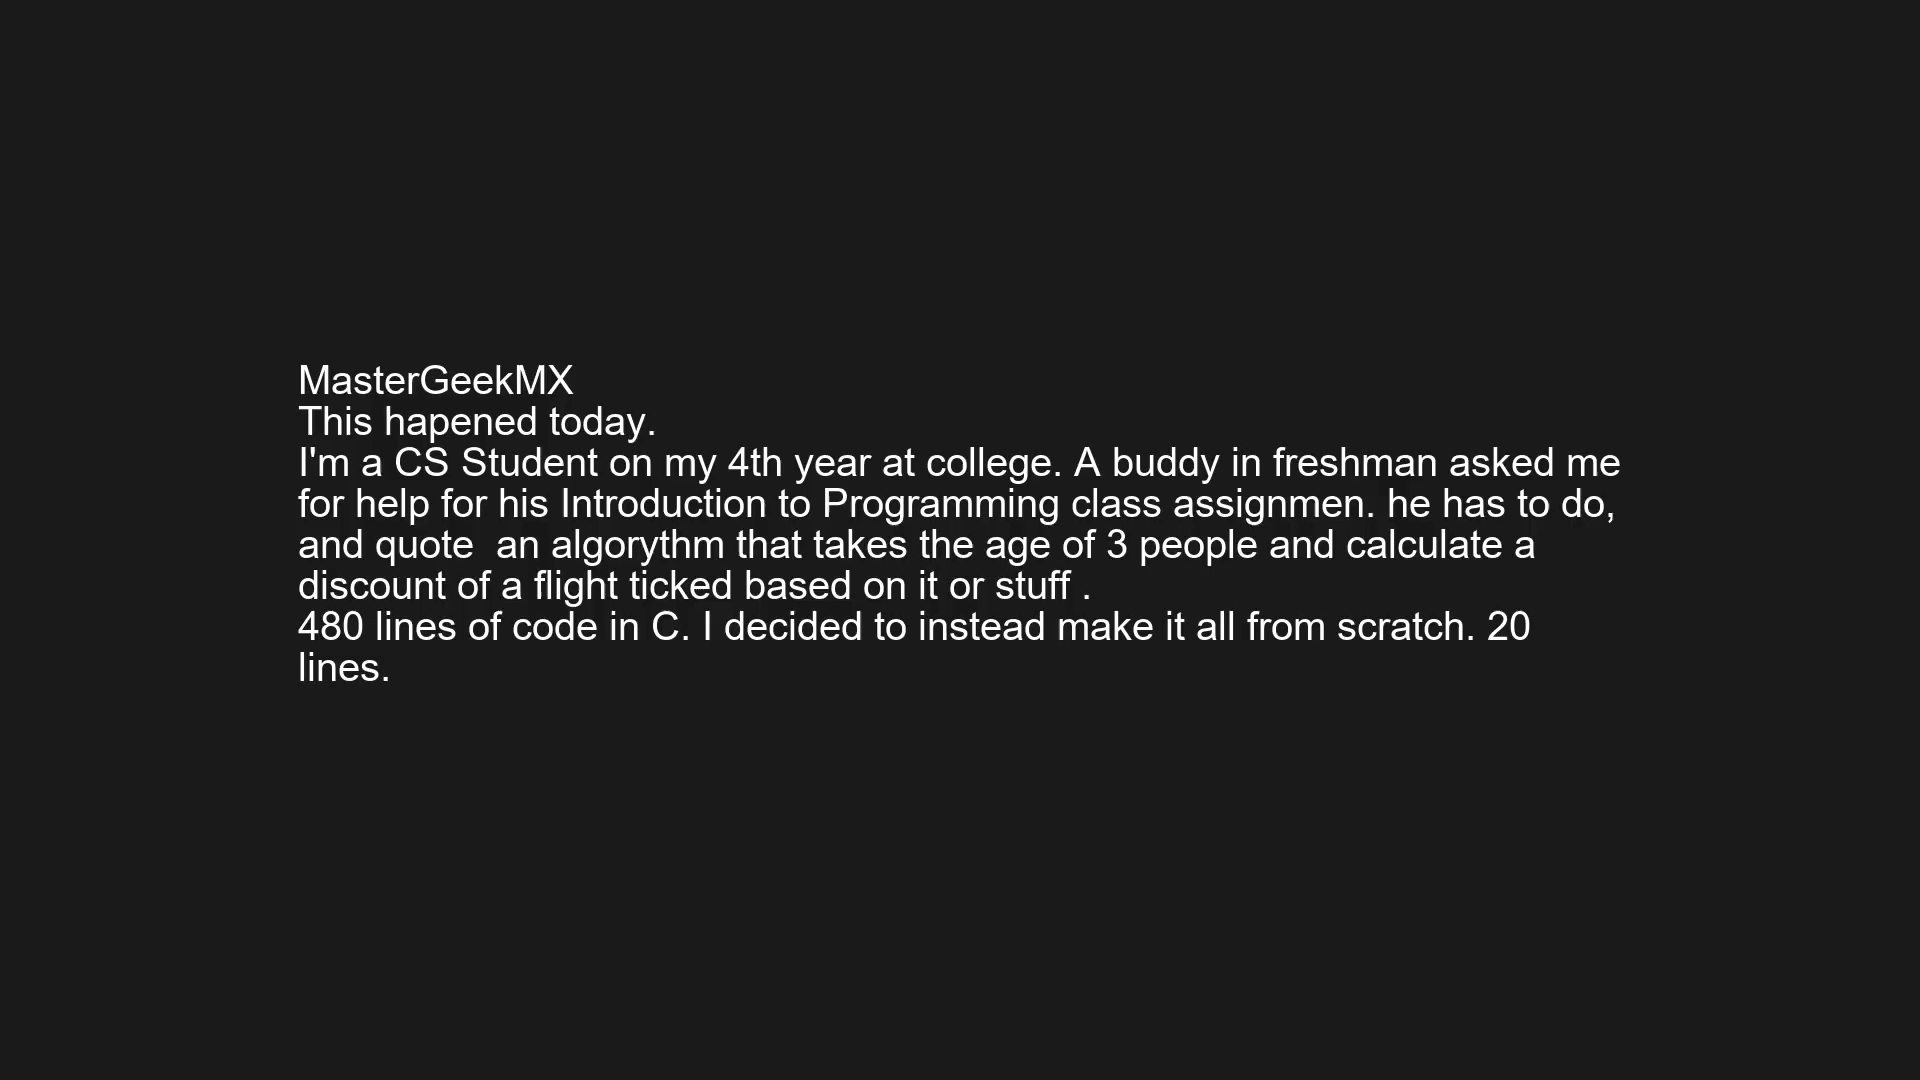 MasterGeekMX
This hapened today.
I'm a CS Student on my 4th year at college. A buddy in freshman asked me
for help for his Introduction to Programming class assignmen. he has to do,
and quote  an algorythm that takes the age of 3 people and calculate a
discount of a flight ticked based on it or stuff .
480 lines of code in C. I decided to instead make it all from scratch. 20
lines.